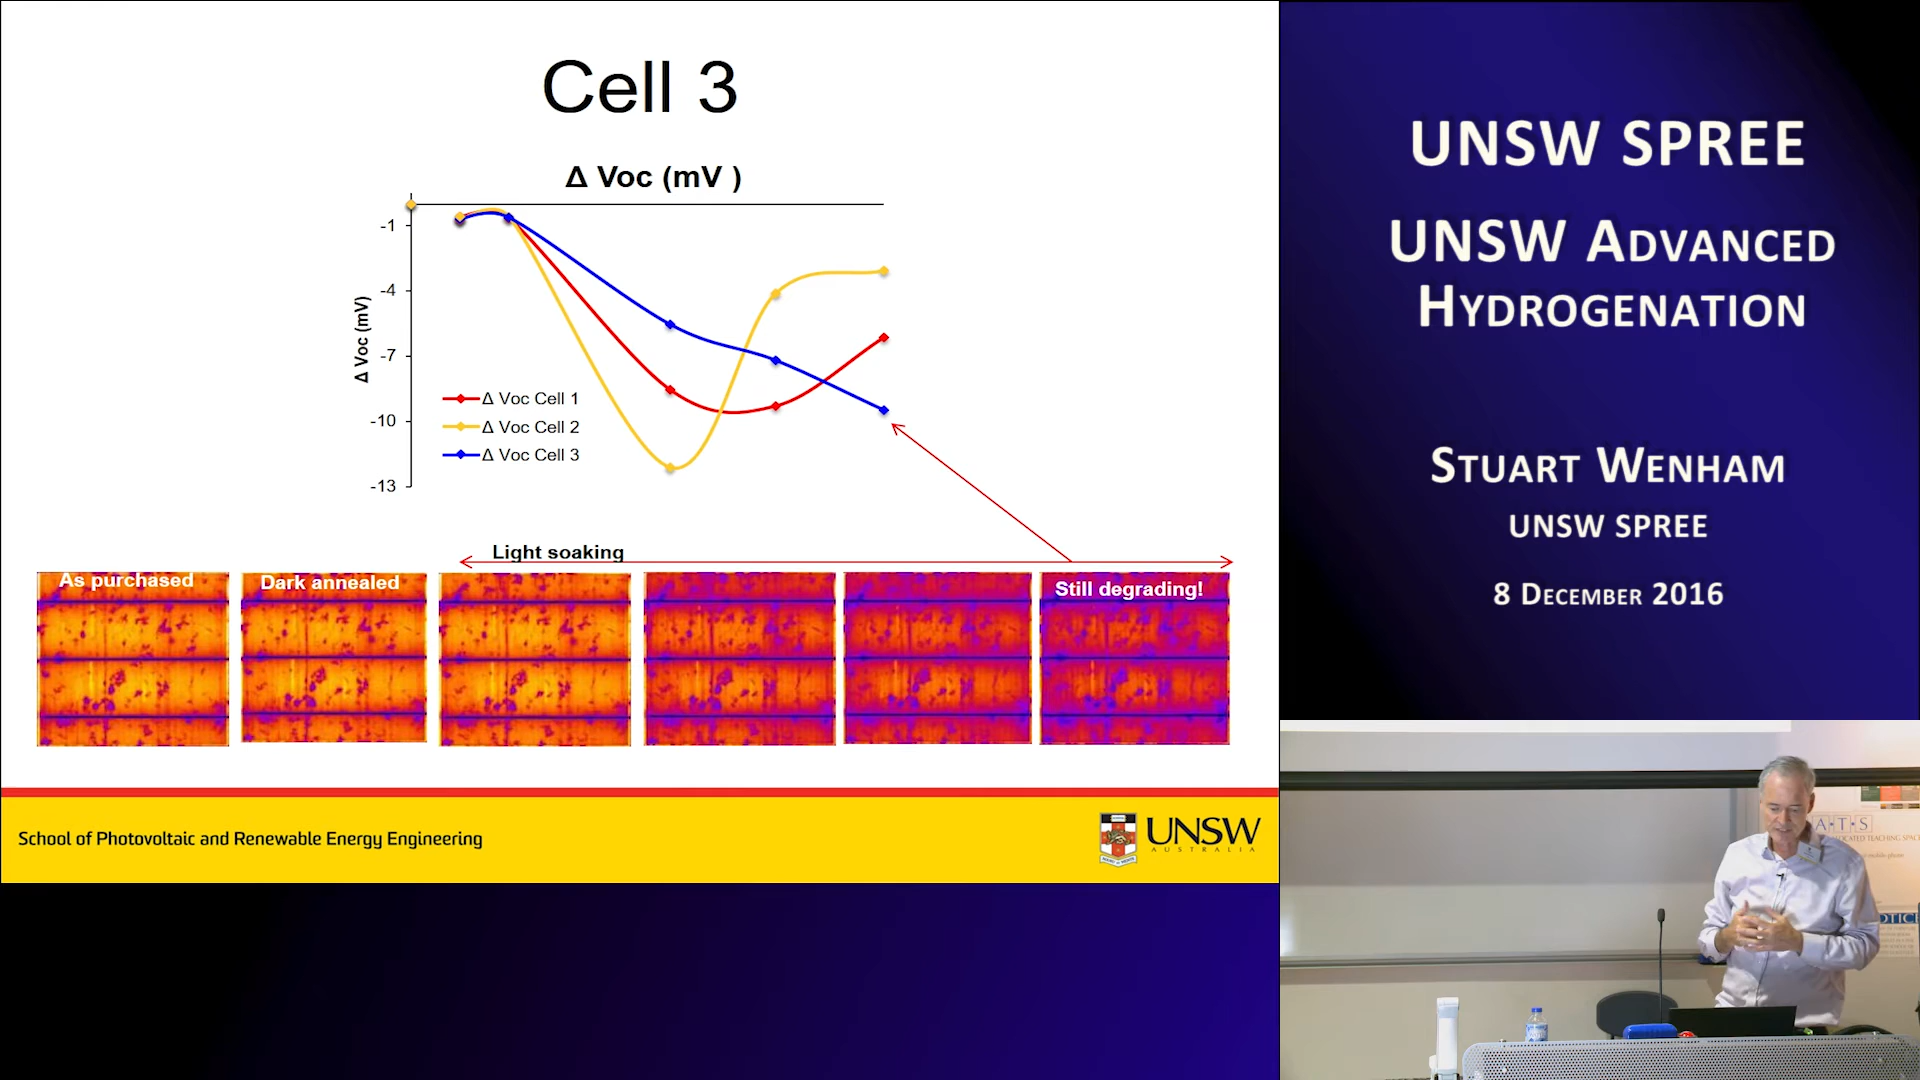 Cell 3
Δ Voc (mV )
Δ Voc (mV)
-1
-4
-7
-10
-13
Δ Voc Cell 1
Δ Voc Cell 2
Δ Voc Cell 3
Light soaking
As purchased
Dark annealed
Still degrading!
School of Photovoltaic and Renewable Energy Engineering
UNSW
AUSTRALIA
UNSW SPREE
UNSW Advanced
Hydrogenation
Stuart Wenham
UNSW SPREE
8 December 2016
A·T·S